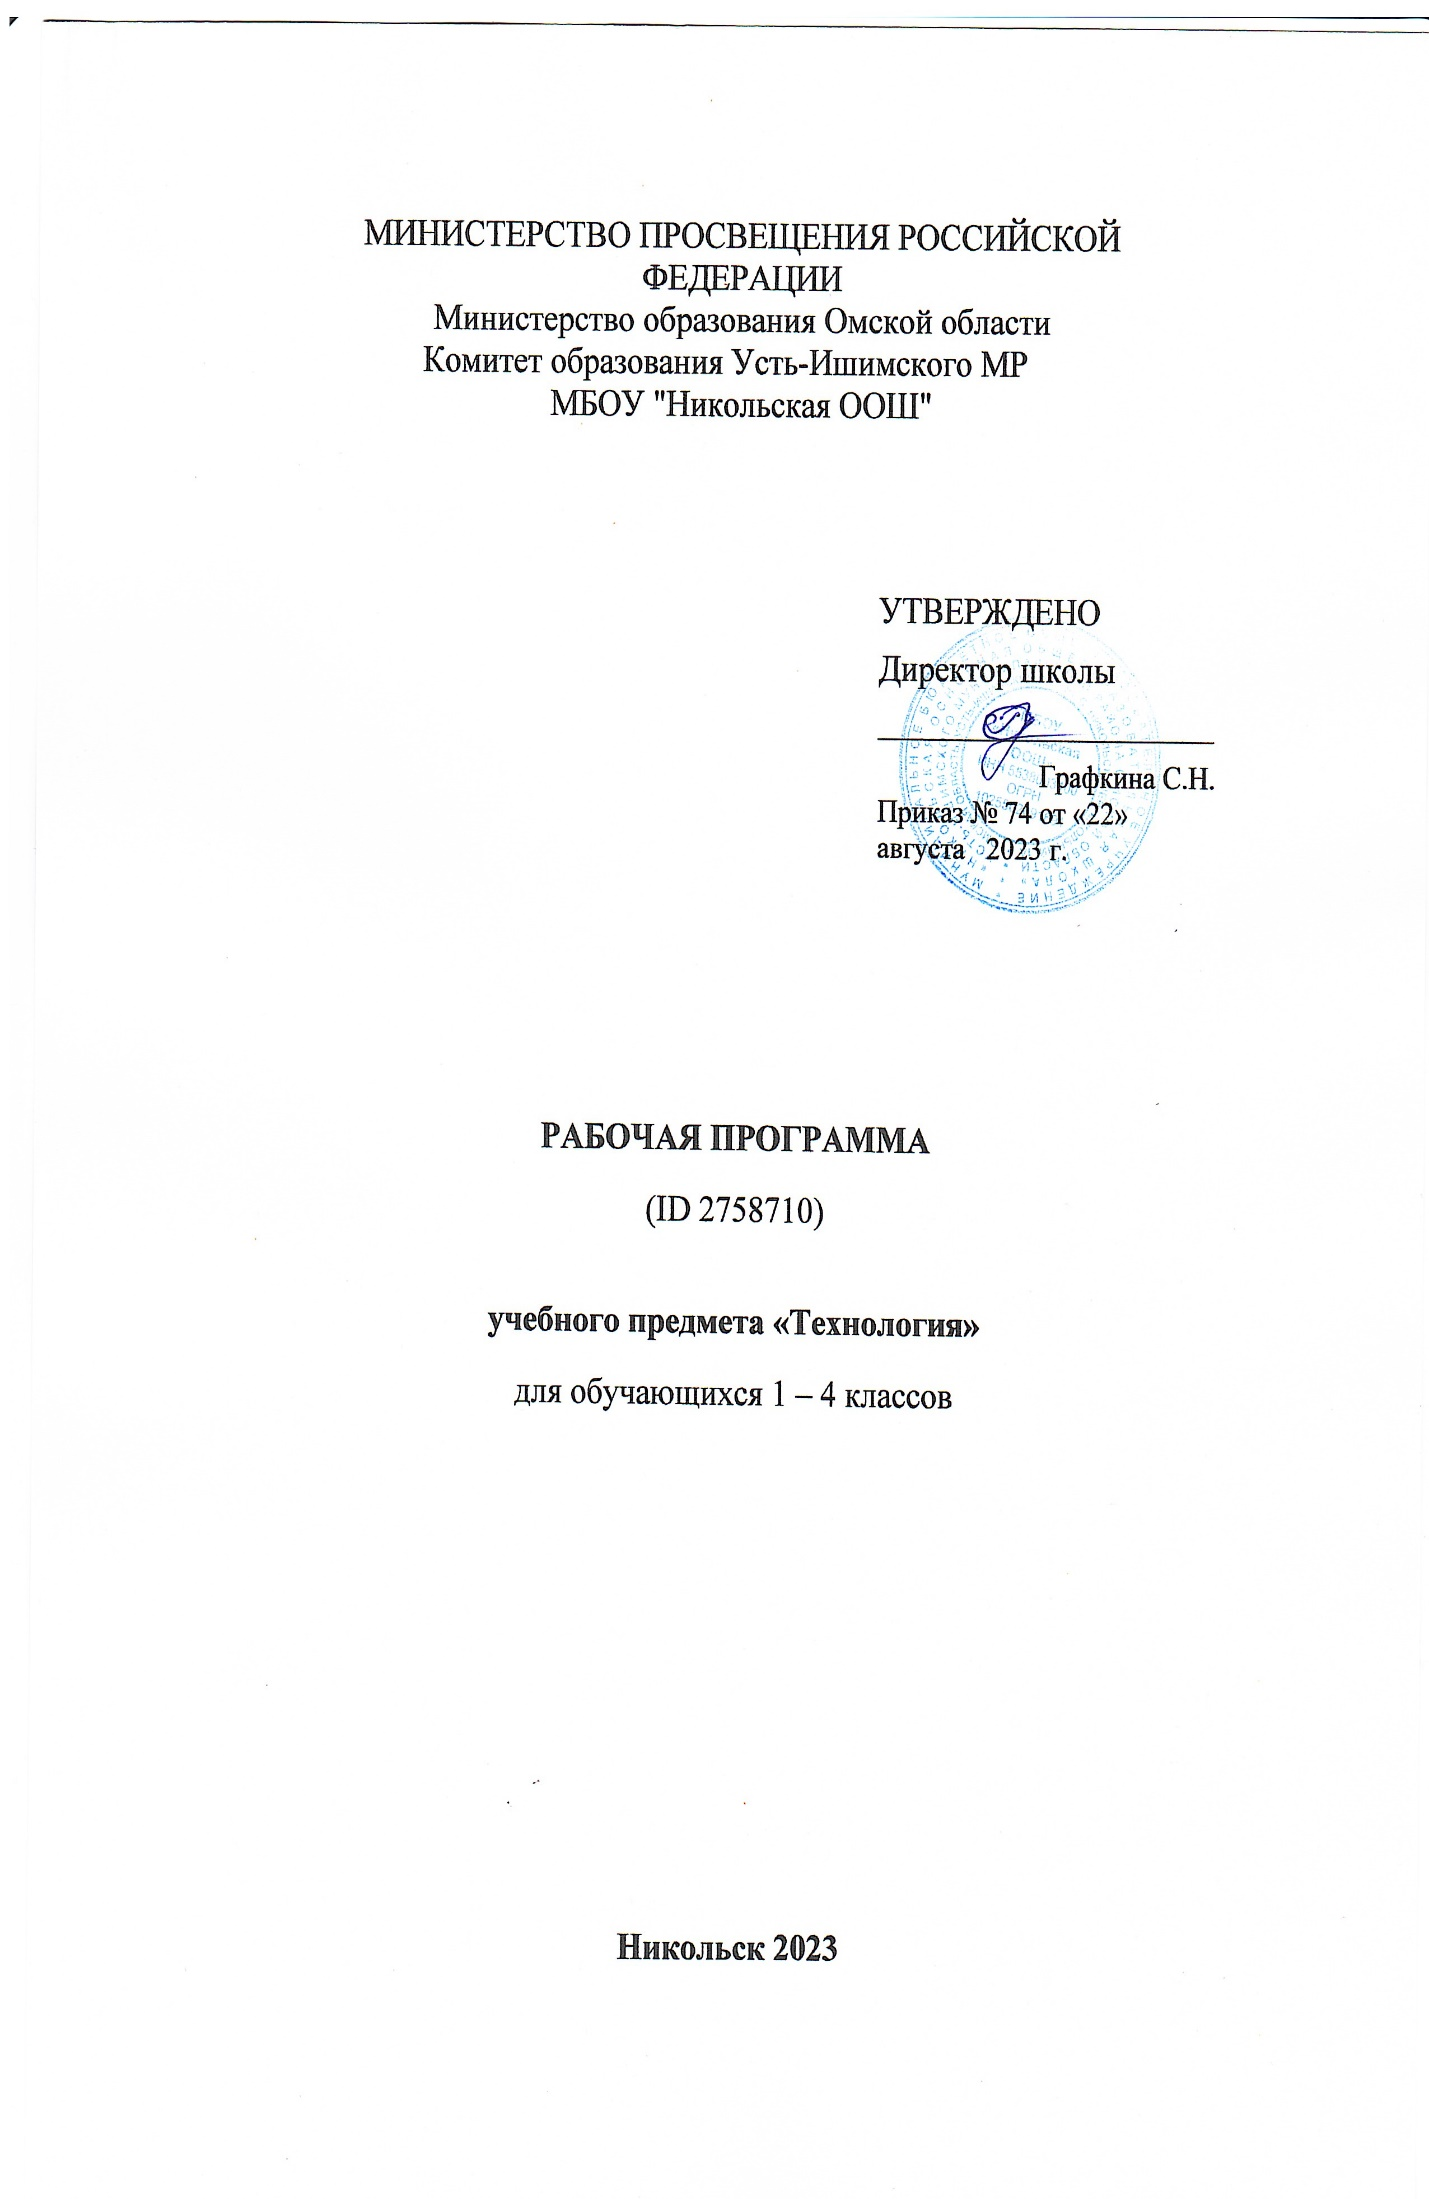 МИНИСТЕРСТВО ПРОСВЕЩЕНИЯ РОССИЙСКОЙ
ФЕДЕРАЦИИ
Министерство образования Омской области
Комитет образования Усть-Ишимского МР
МБОУ "Никольская ООШ"
УТВЕРЖДЕНО
Директор школы
Графкина С.Н.
Приказ № 74 от «22»
августа 2023 г.
РАБОЧАЯ ПРОГРАММА
(ID 2758710)
учебного предмета «Технология»
для обучающихся 1 – 4 классов
Никольск 2023